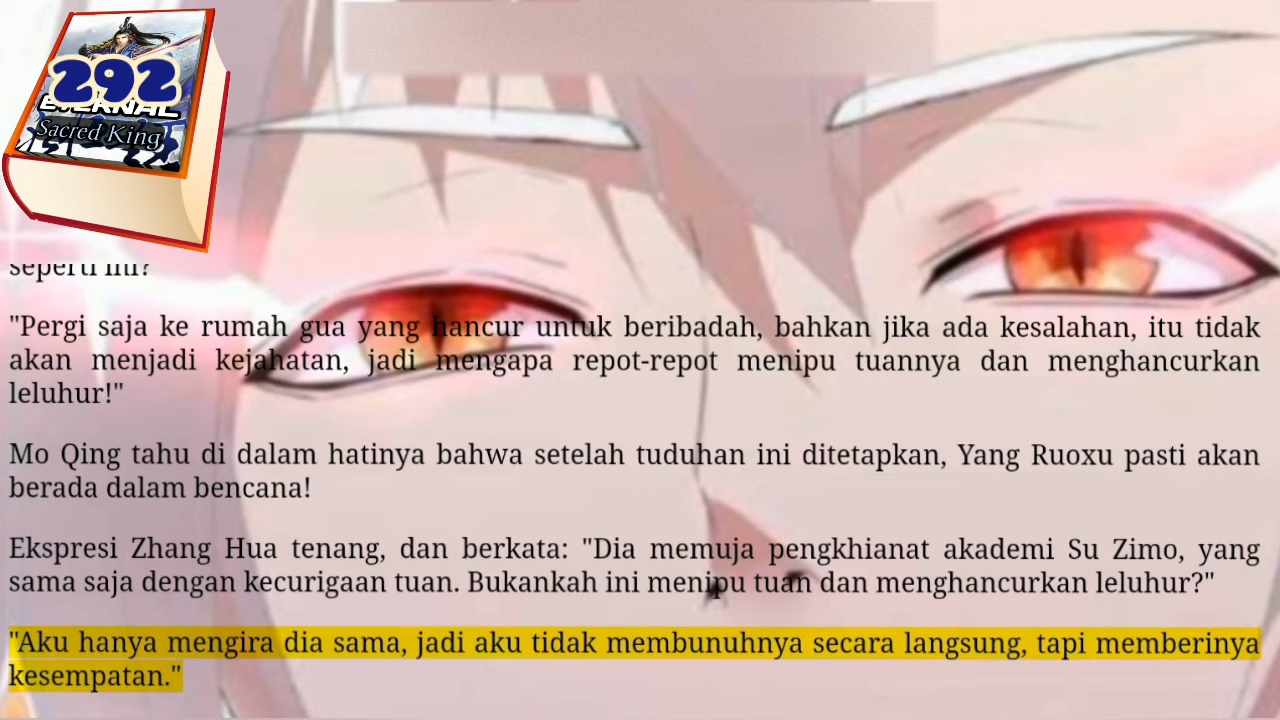 292
ETERNAL
Sacred King
seperti ini?
"Pergi saja ke rumah gua yang hancur untuk beribadah, bahkan jika ada kesalahan, itu tidak
akan menjadi kejahatan, jadi mengapa repot-repot menipu tuannya dan menghancurkan
leluhur!"
Mo Qing tahu di dalam hatinya bahwa setelah tuduhan ini ditetapkan, Yang Ruoxu pasti akan
berada dalam bencana!
Ekspresi Zhang Hua tenang, dan berkata: "Dia memuja pengkhianat akademi Su Zimo, yang
sama saja dengan kecurigaan tuan. Bukankah ini menipu tuan dan menghancurkan leluhur?"
"Aku hanya mengira dia sama, jadi aku tidak membunuhnya secara langsung, tapi memberinya
kesempatan."